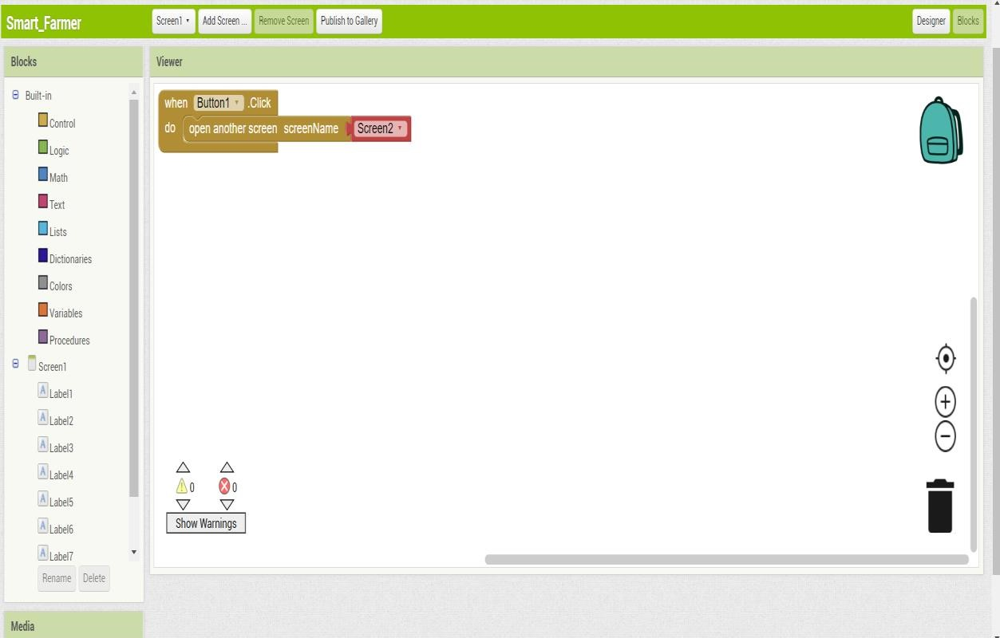 Smart_Farmer Screen1 Add Screen ... Remove Screen Publish to Gallery Designer Blocks
Blocks
Viewer
Built-in
Control
Logic
Math
Text
Lists
Dictionaries
Colors
Variables
Procedures
Screen1
Label1
Label2
Label3
Label4
Label5
Label6
Label7
Rename Delete
Media
when Button1 .Click
do open another screen screenName Screen2
0 0
Show Warnings